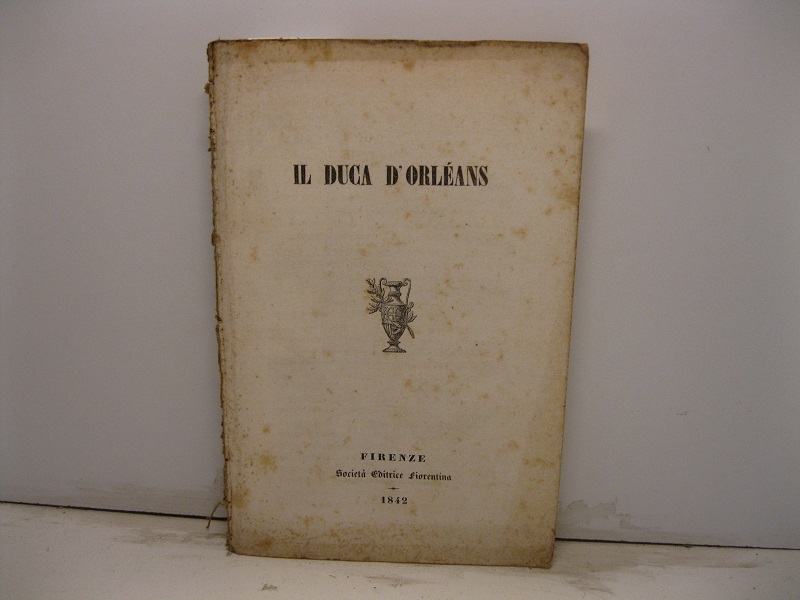 IL DUCA D'ORLÉANS
FIRENZE
Società Editrice Fiorentina
1842